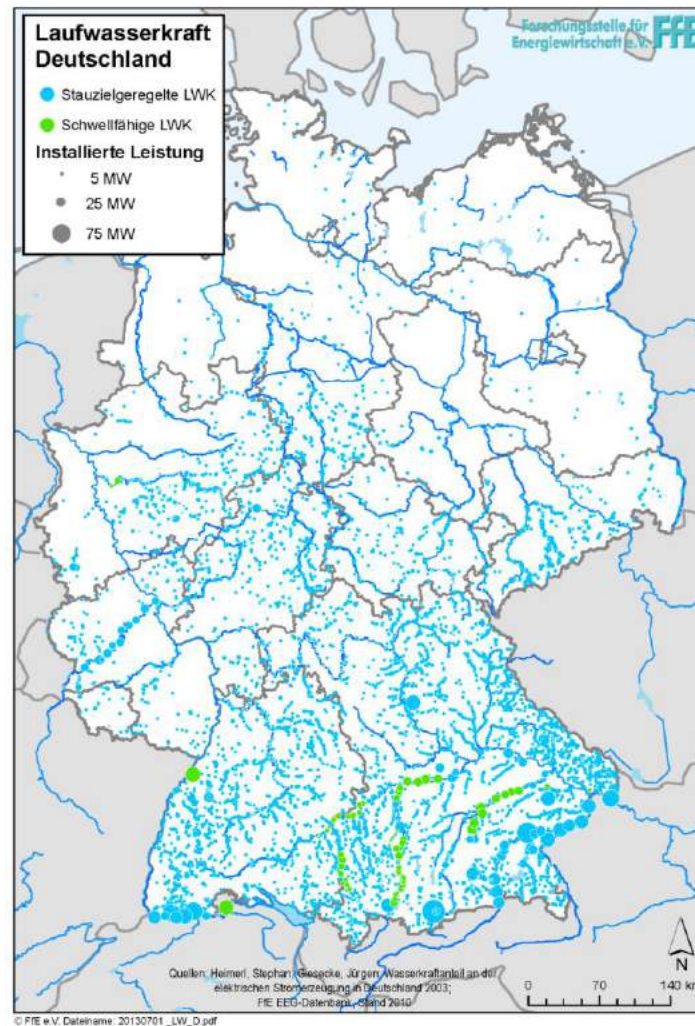 Laufwasserkraft
Deutschland
Stauzielgeregelte LWK
Schwellfähige LWK
Installierte Leistung
5 MW
25 MW
75 MW
Forschungsstelle für
Energiewirtschaft e.V.
FfE
N
0 70 140 km
Quellen: Heimerl, Stephan; Giesecke, Jürgen: Wasserkraftanteil an der
elektrischen Stromerzeugung in Deutschland 2003;
FfE EEG-Datenbank, Stand 2010
© FfE e.V. Dateiname: 20130701_LW_D.pdf